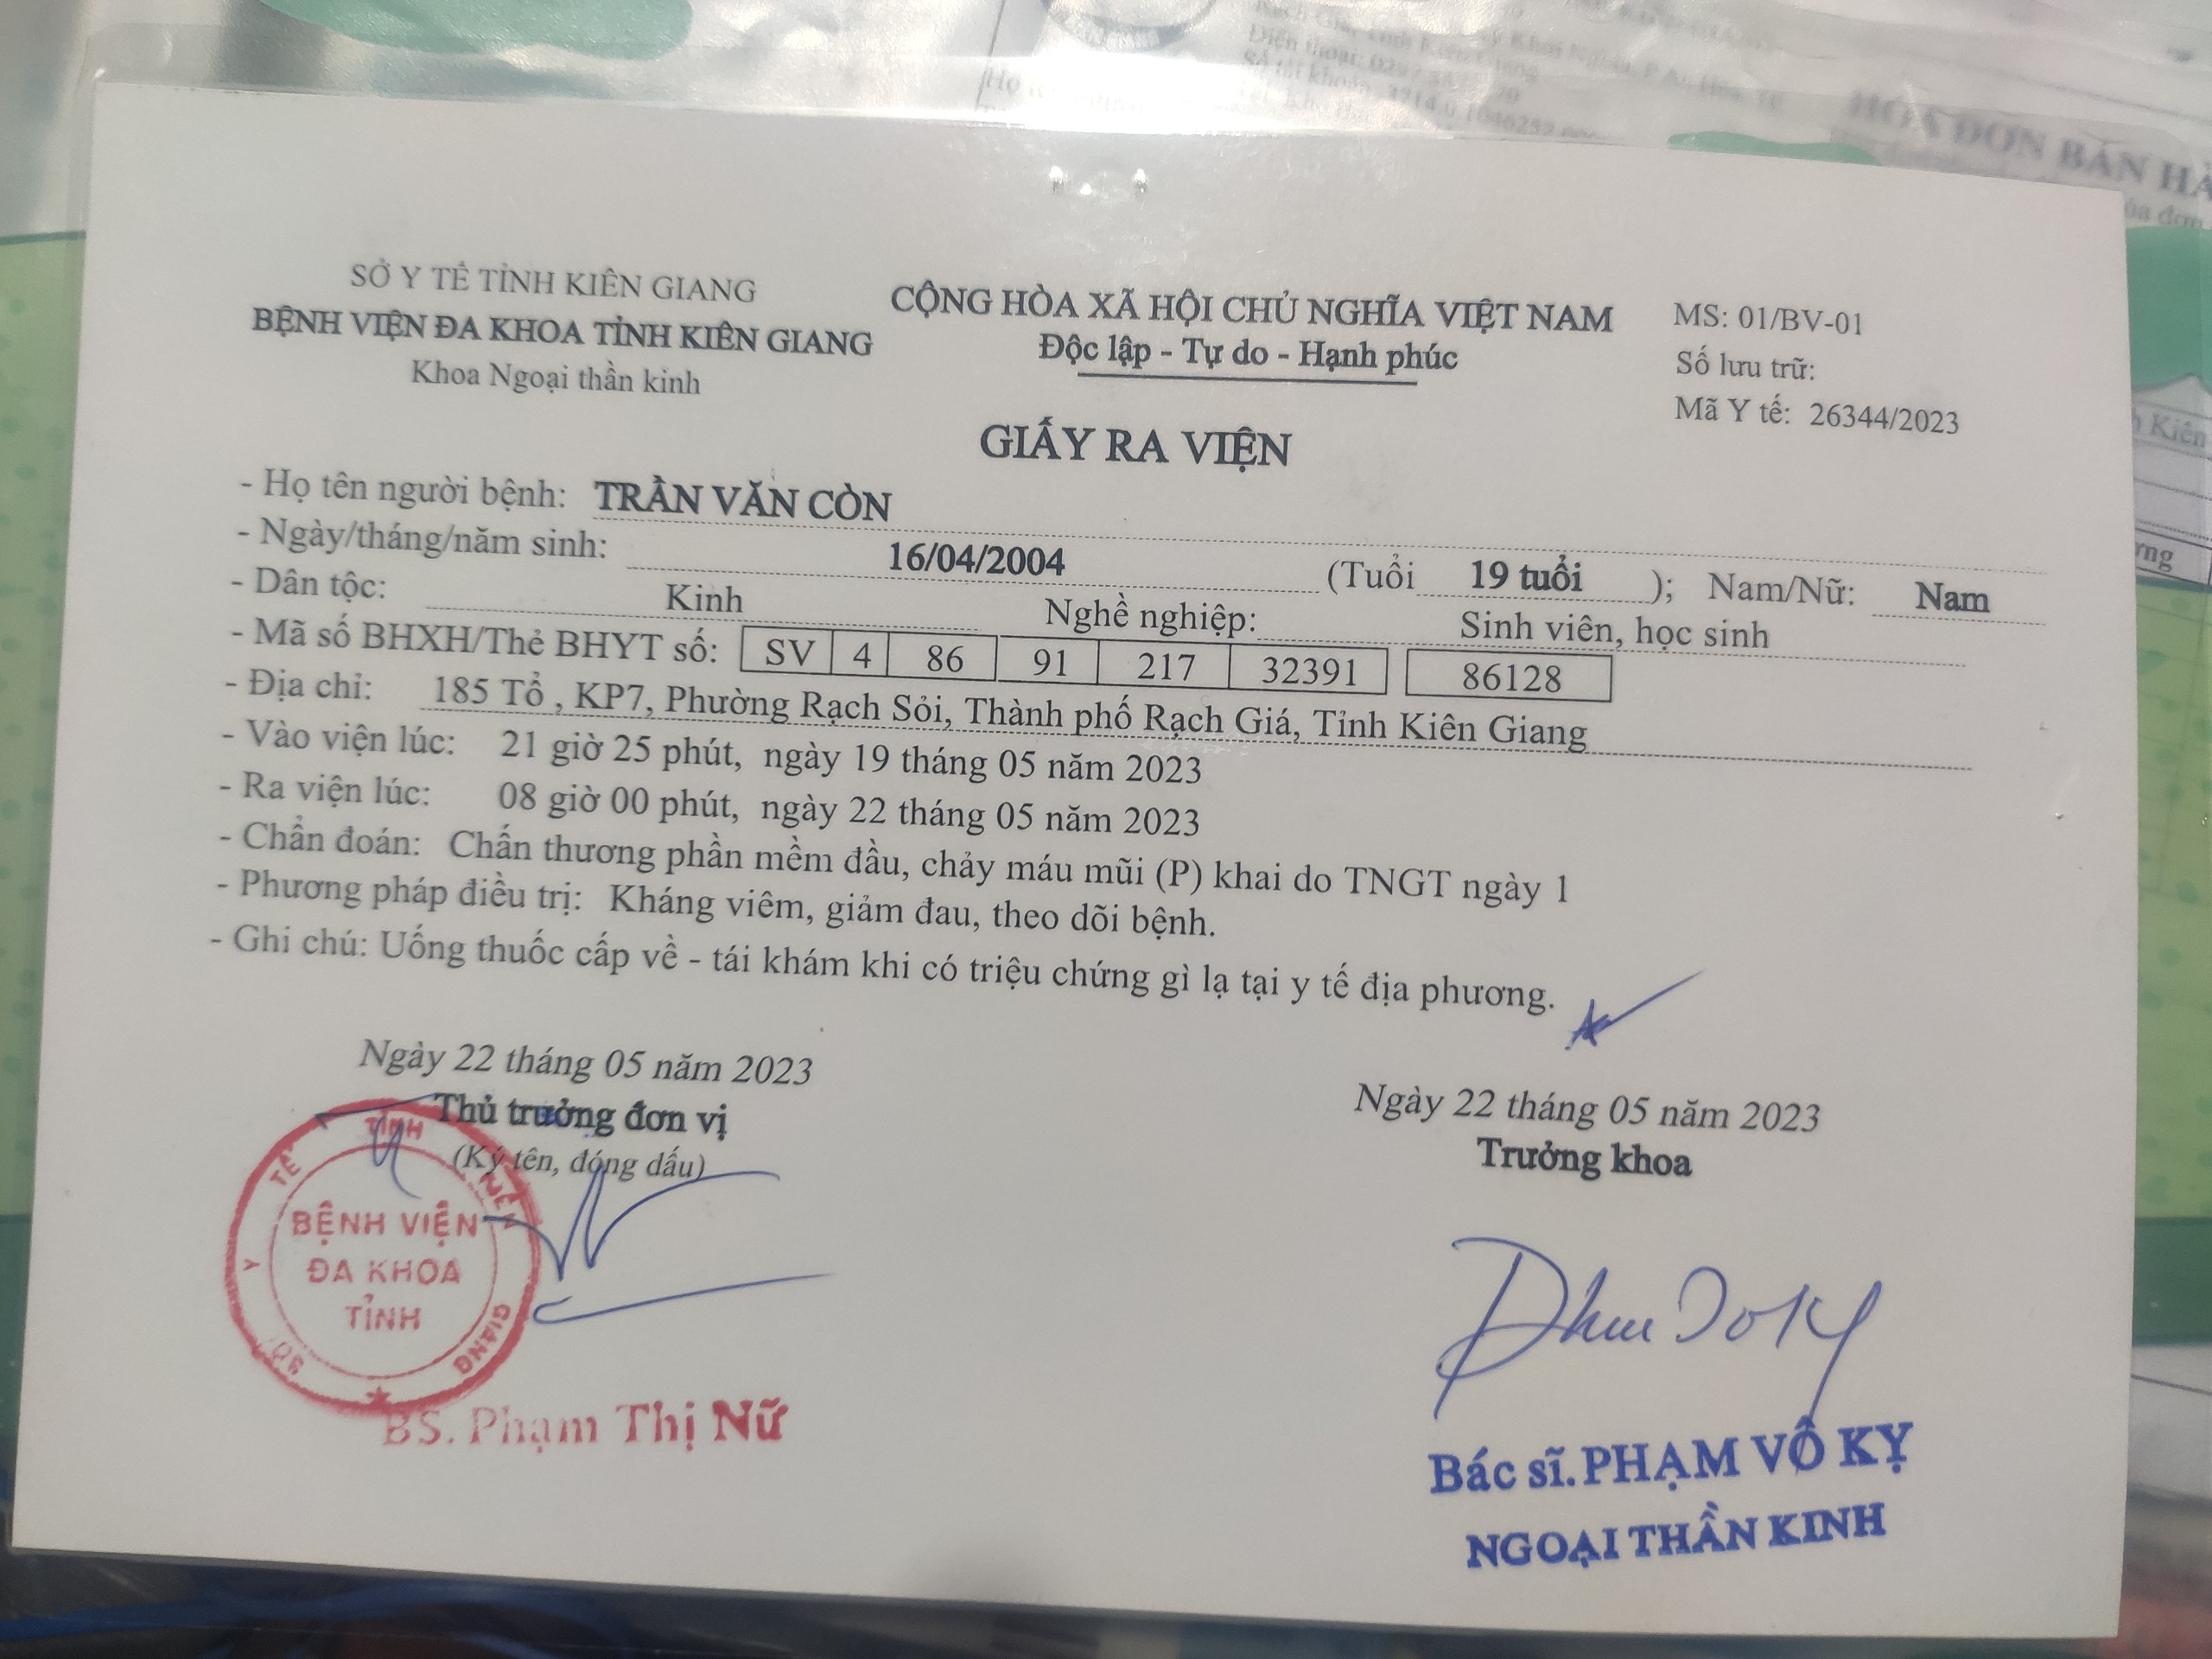 SỞ Y TẾ TỈNH KIÊN GIANG
BỆNH VIỆN ĐA KHOA TỈNH KIÊN GIANG
Khoa Ngoại thần kinh
CỘNG HÒA XÃ HỘI CHỦ NGHĨA VIỆT NAM
Độc lập - Tự do - Hạnh phúc
MS: 01/BV-01
Số lưu trữ:
Mã Y tế: 26344/2023
GIẤY RA VIỆN
- Họ tên người bệnh: TRẦN VĂN CÒN
- Ngày/tháng/năm sinh: 16/04/2004 (Tuổi 19 tuổi ); Nam/Nữ: Nam
- Dân tộc: Kinh Nghề nghiệp: Sinh viên, học sinh
- Mã số BHXH/Thẻ BHYT số: SV 4 86 91 217 32391 86128
- Địa chỉ: 185 Tổ , KP7, Phường Rạch Sỏi, Thành phố Rạch Giá, Tỉnh Kiên Giang
- Vào viện lúc: 21 giờ 25 phút, ngày 19 tháng 05 năm 2023
- Ra viện lúc: 08 giờ 00 phút, ngày 22 tháng 05 năm 2023
- Chẩn đoán: Chấn thương phần mềm đầu, chảy máu mũi (P) khai do TNGT ngày 1
- Phương pháp điều trị: Kháng viêm, giảm đau, theo dõi bệnh.
- Ghi chú: Uống thuốc cấp về - tái khám khi có triệu chứng gì lạ tại y tế địa phương.
Ngày 22 tháng 05 năm 2023
Thủ trưởng đơn vị
(Ký tên, đóng dấu)
BỆNH VIỆN
ĐA KHOA
TỈNH
BS. Phạm Thị Nữ
Ngày 22 tháng 05 năm 2023
Trưởng khoa
Bác sĩ. PHẠM VÔ KỴ
NGOẠI THẦN KINH
HÓA ĐƠN BÁN HÀ